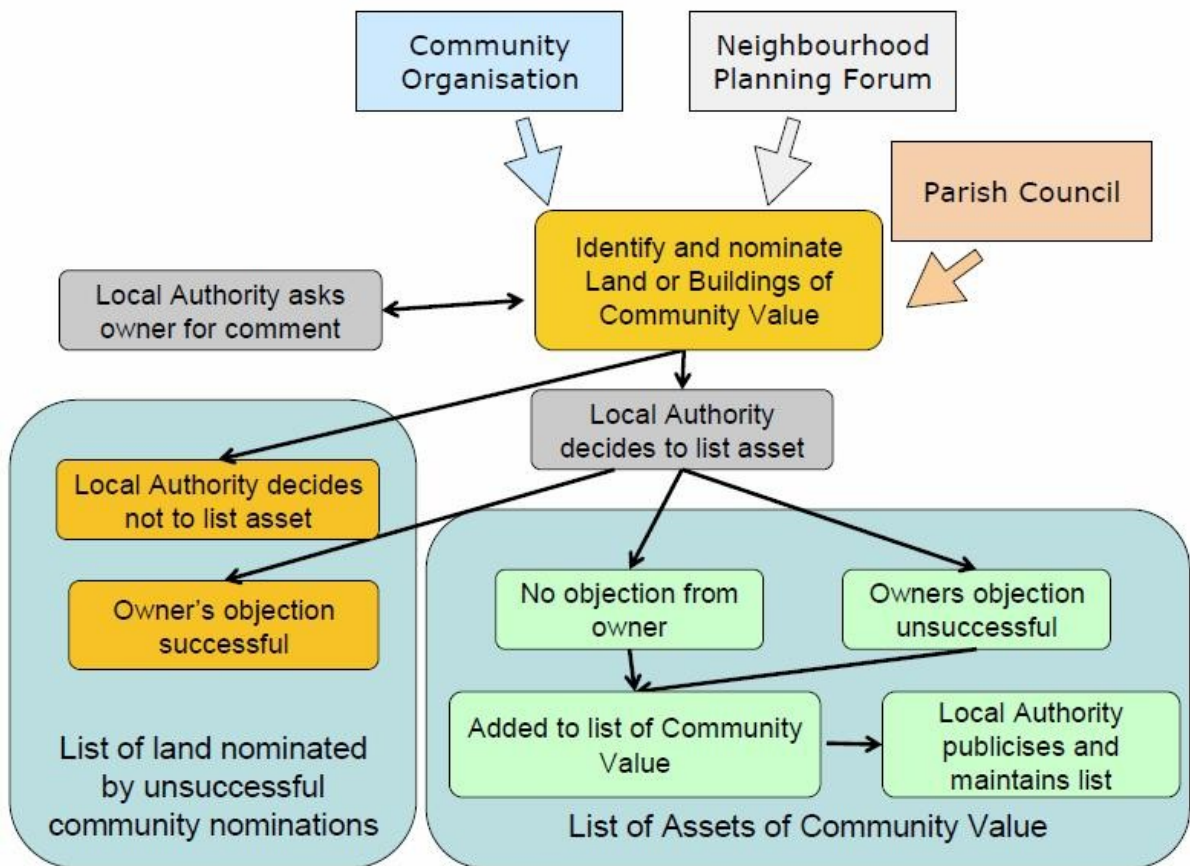 Community
Organisation
Neighbourhood
Planning Forum
Parish Council
Identify and nominate
Land or Buildings of
Community Value
Local Authority asks
owner for comment
Local Authority
decides to list asset
Local Authority decides
not to list asset
Owner's objection
successful
List of land nominated
by unsuccessful
community nominations
No objection from
owner
Owners objection
unsuccessful
Added to list of Community
Value
Local Authority
publicises and
maintains list
List of Assets of Community Value